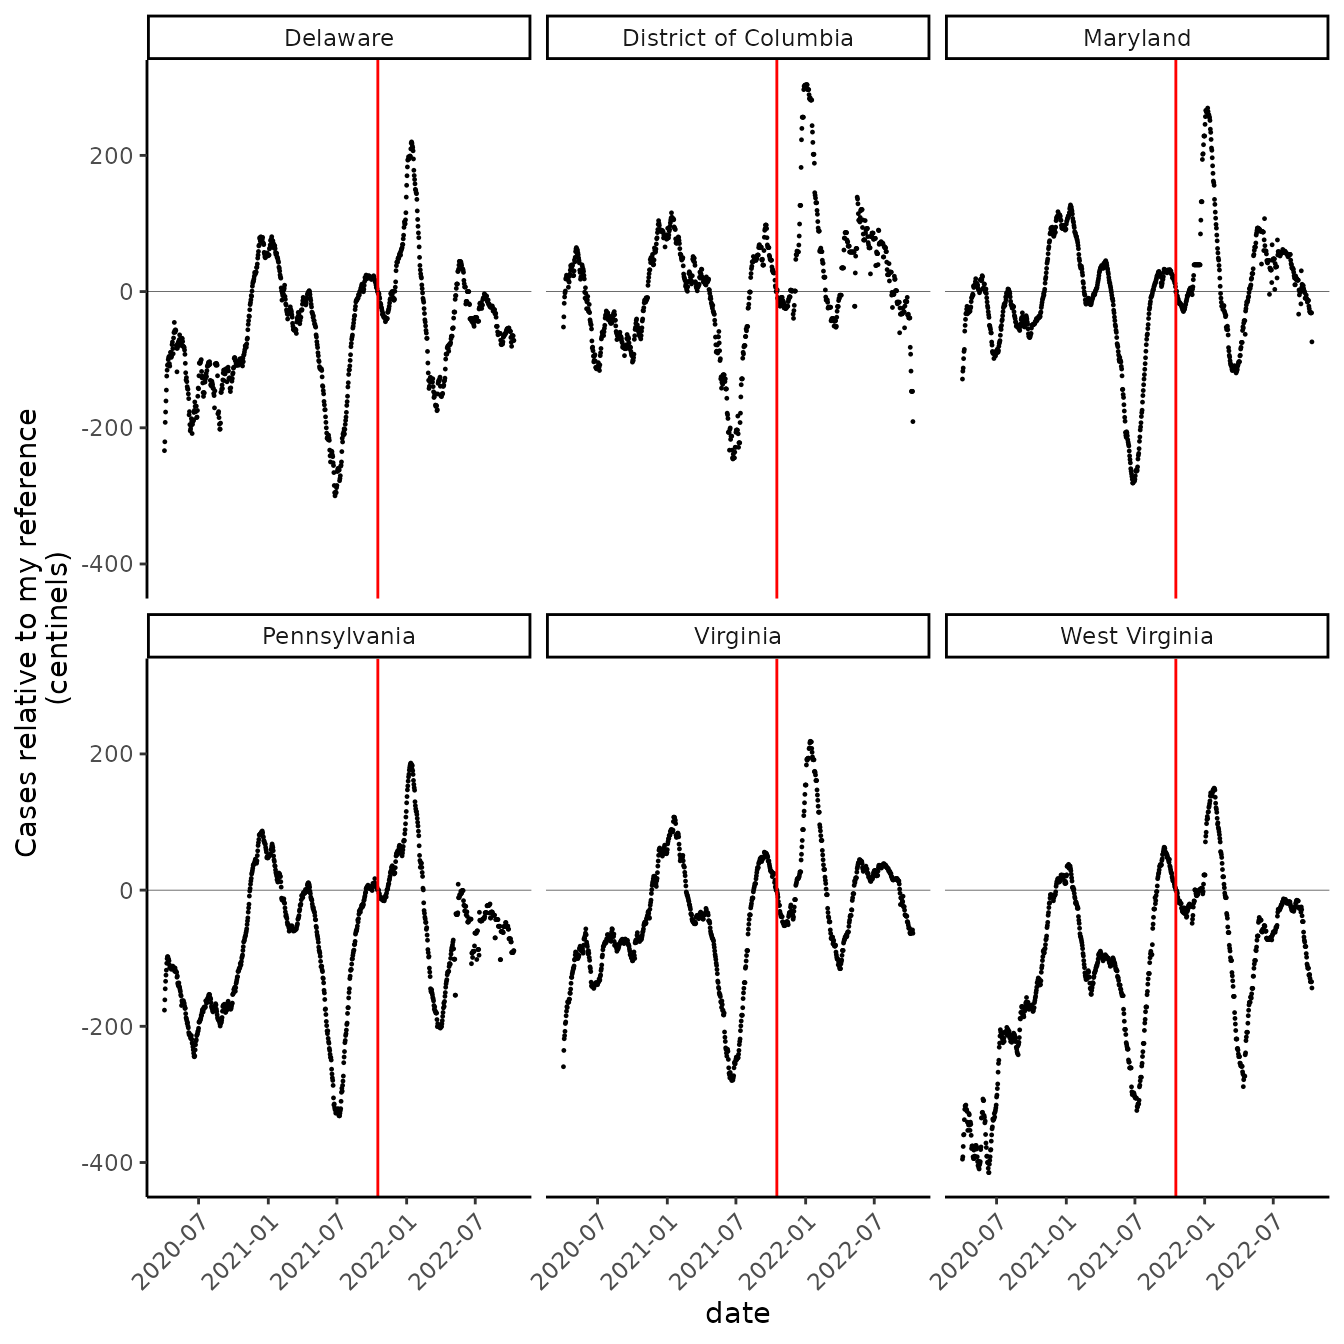 Delaware
District of Columbia
Maryland
200
0
-200
-400
Cases relative to my reference
(centinels)
Pennsylvania
Virginia
West Virginia
200
0
-200
-400
2020-07
2021-01
2021-07
2022-01
2022-07
2020-07
2021-01
2021-07
2022-01
2022-07
2020-07
2021-01
2021-07
2022-01
2022-07
date